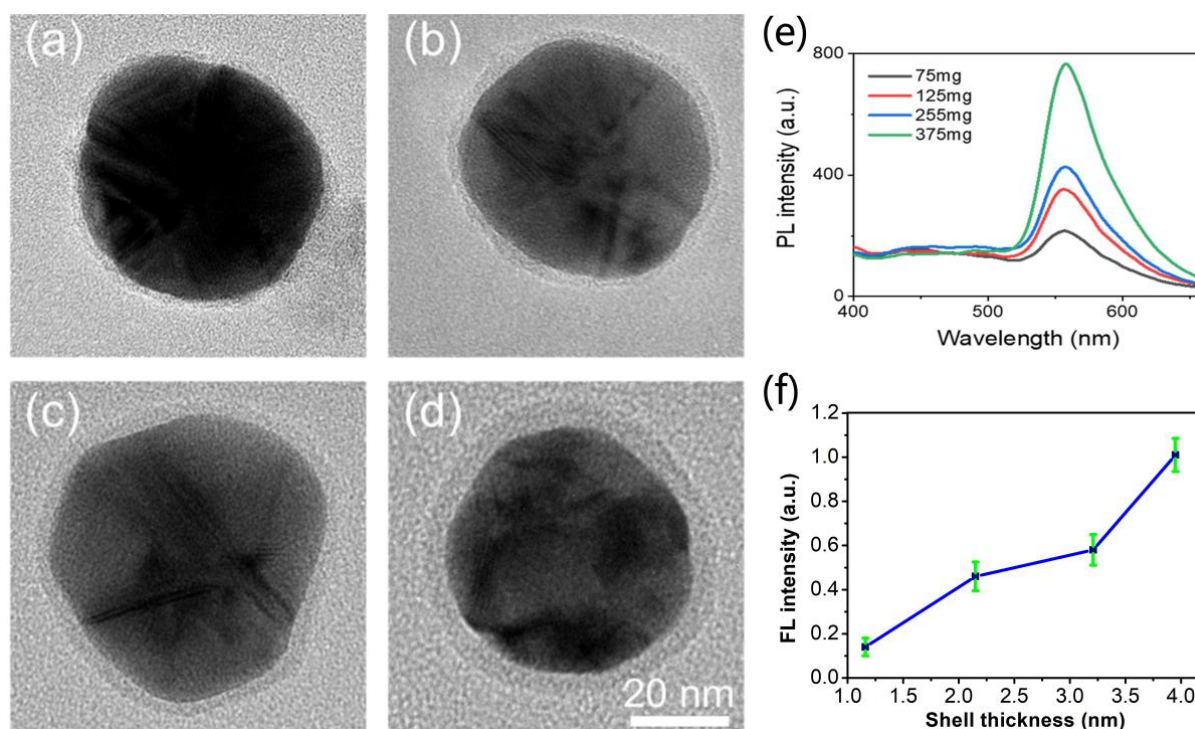 (a)
(b)
(c)
(d)
20 nm
(e)
PL intensity (a.u.)
800
400
0
75mg
125mg
255mg
375mg
400 500 600
Wavelength (nm)
(f)
FL intensity (a.u.)
1.2
1.0
0.8
0.6
0.4
0.2
0.0
1.0 1.5 2.0 2.5 3.0 3.5 4.0
Shell thickness (nm)